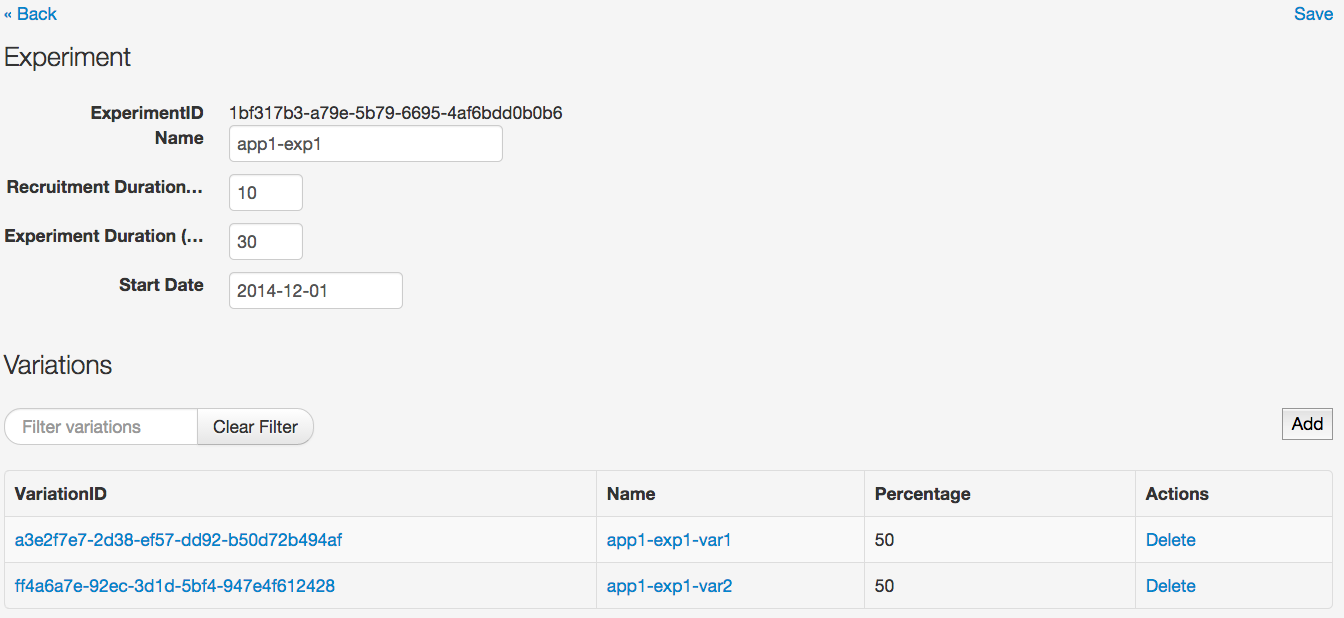 « Back Save
Experiment
ExperimentID 1bf317b3-a79e-5b79-6695-4af6bdd0b0b6
Name app1-exp1
Recruitment Duration... 10
Experiment Duration (... 30
Start Date 2014-12-01
Variations
Filter variations Clear Filter Add
VariationID Name Percentage Actions
a3e2f7e7-2d38-ef57-dd92-b50d72b494af app1-exp1-var1 50 Delete
ff4a6a7e-92ec-3d1d-5bf4-947e4f612428 app1-exp1-var2 50 Delete